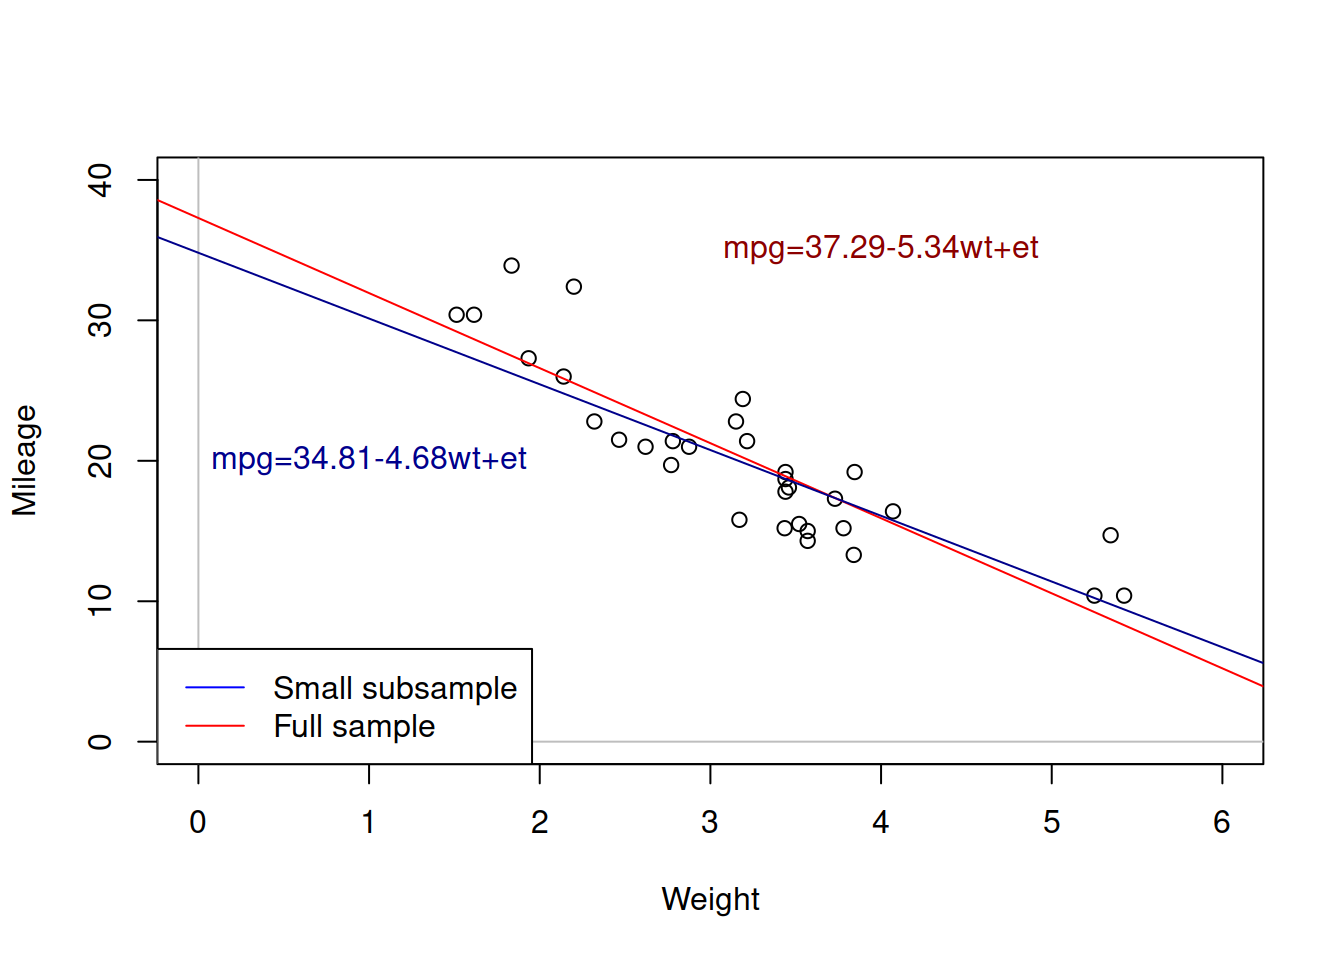 40
30
20
10
0
Mileage
mpg=37.29-5.34wt+et
mpg=34.81-4.68wt+et
Small subsample
Full sample
0 1 2 3 4 5 6
Weight